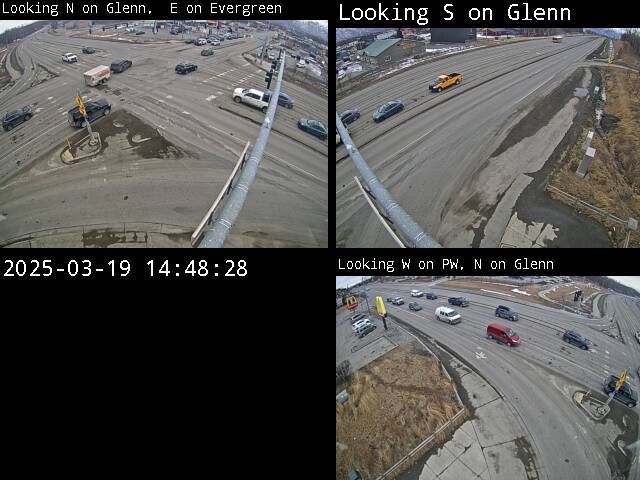 Looking N on Glenn,  E on Evergreen
Looking S on Glenn
2025-03-19 14:48:28
Looking W on PW, N on Glenn